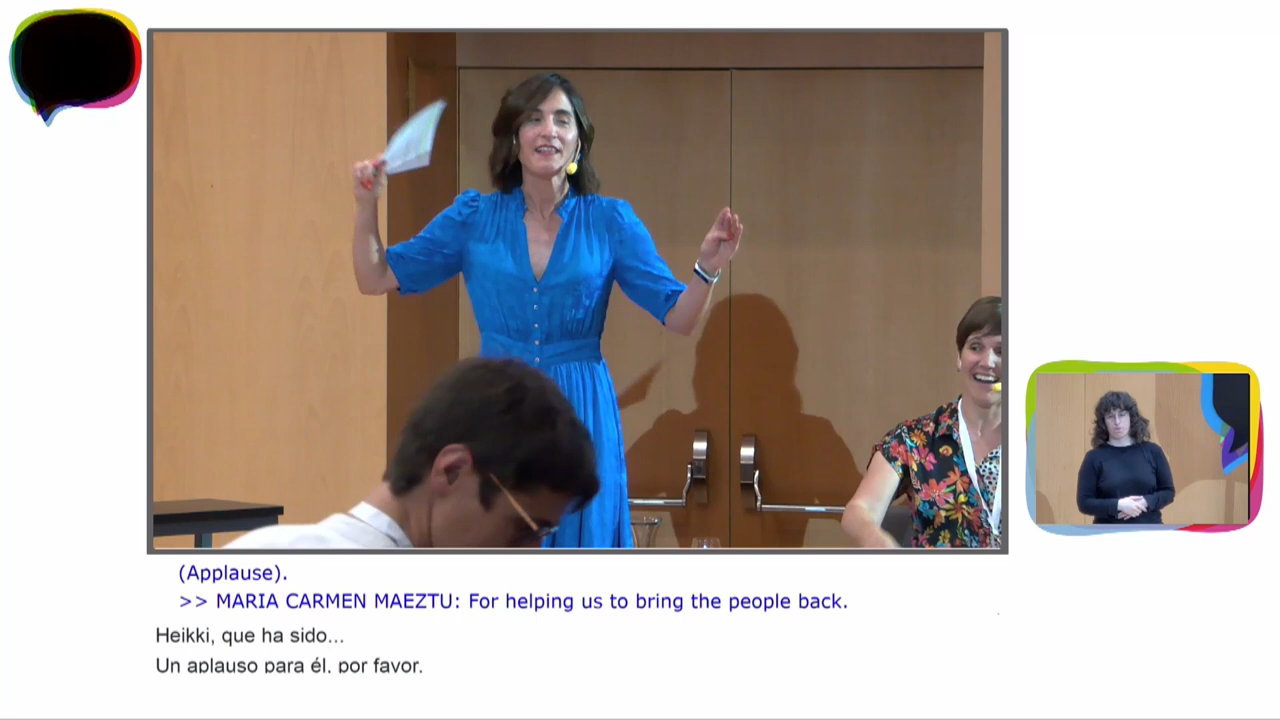 (Applause).
>> MARIA CARMEN MAEZTU: For helping us to bring the people back.
Heikki, que ha sido...
Un aplauso para él, por favor.